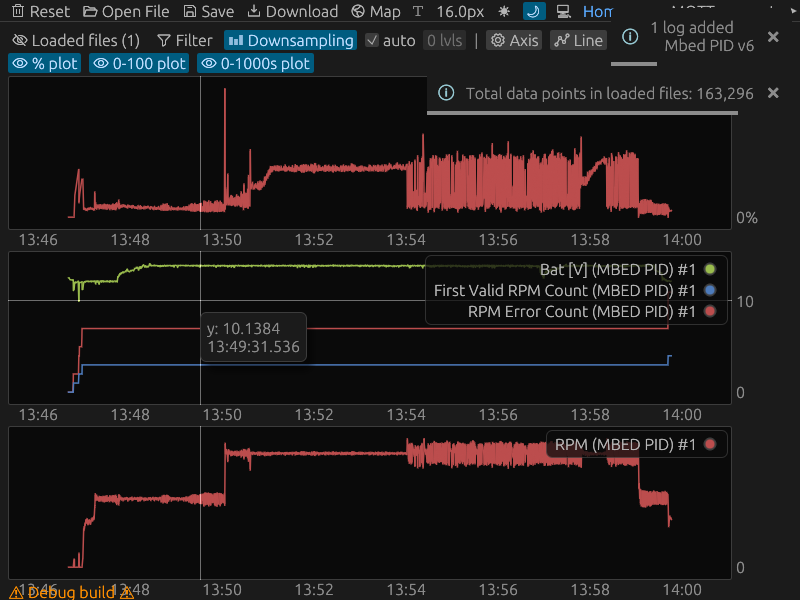 Reset Open File Save Download Map T 16.0px Hom
Loaded files (1) Filter Downsampling auto 0 lvls | Axis Line
1 log added
Mbed PID v6
% plot 0-100 plot 0-1000s plot
Total data points in loaded files: 163,296
0%
13:46 13:48 13:50 13:52 13:54 13:56 13:58 14:00
Bat [V] (MBED PID) #1
First Valid RPM Count (MBED PID) #1
RPM Error Count (MBED PID) #1
10
y: 10.1384
13:49:31.536
0
13:46 13:48 13:50 13:52 13:54 13:56 13:58 14:00
RPM (MBED PID) #1
0
13:46 13:48 13:50 13:52 13:54 13:56 13:58 14:00
Debug build